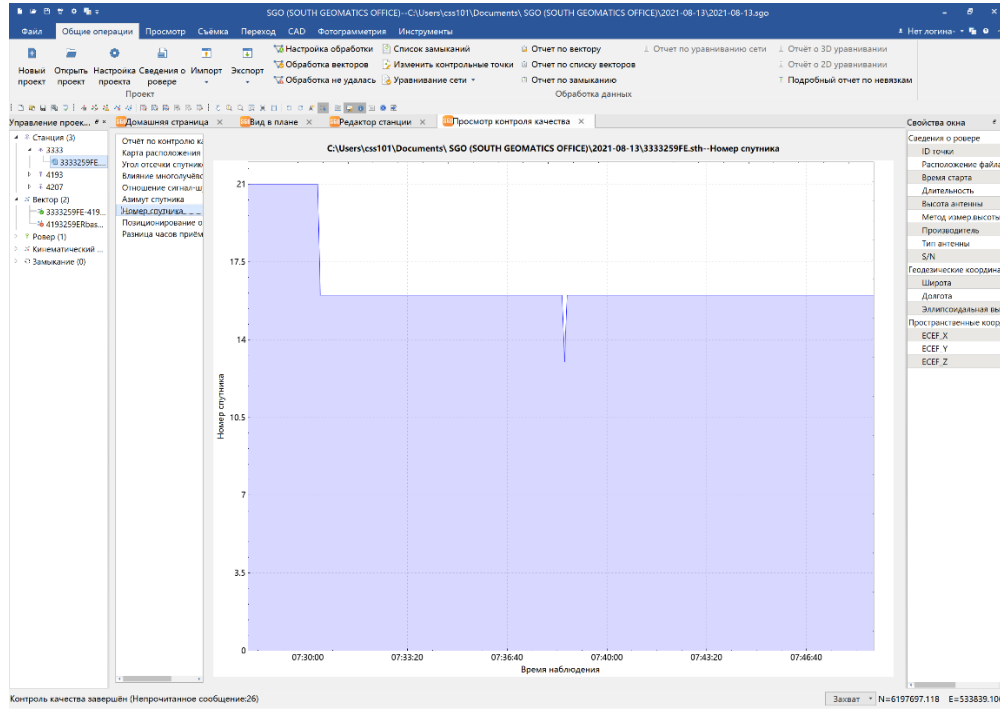 SGO (SOUTH GEOMATICS OFFICE)--C:\Users\css101\Documents\ SGO (SOUTH GEOMATICS OFFICE)\2021-08-13\2021-08-13.sgo
Файл Общие операции Просмотр Съёмка Переход CAD Фотограмметрия Инструменты Нет логина-
Новый проект Открыть проект Настройка проекта Сведения о ровере Импорт Экспорт
Проект
Настройка обработки Список замыканий Отчет по вектору Отчет по уравниванию сети Отчёт о 3D уравнивании
Обработка векторов Изменить контрольные точки Отчет по списку векторов Отчёт о 2D уравнивании
Обработка не удалась Уравнивание сети Отчет по замыканию Подробный отчет по невязкам
Обработка данных
Управление проек... Домашняя страница Вид в плане Редактор станции Просмотр контроля качества Свойства окна
Станция (3)
3333
3333259FE...
4193
4207
Вектор (2)
3333259FE-419...
4193259ERbas...
Ровер (1)
Кинематический ...
Замыкание (0)
Отчёт по контролю ка
Карта расположения
Угол отсечки спутник
Влияние многолучёвс
Отношение сигнал-ш
Азимут спутника
Номер спутника
Позиционирование о
Разница часов приём
C:\Users\css101\Documents\ SGO (SOUTH GEOMATICS OFFICE)\2021-08-13\3333259FE.sth--Номер спутника
21
17.5
14
10.5
7
3.5
0
Номер спутника
07:30:00 07:33:20 07:36:40 07:40:00 07:43:20 07:46:40
Время наблюдения
Сведения о ровере
ID точки
Расположение файла
Время старта
Длительность
Высота антенны
Метод измер.высоты
Производитель
Тип антенны
S/N
Геодезические координа
Широта
Долгота
Эллипсоидальная вы
Пространственные коор
ECEF_X
ECEF_Y
ECEF_Z
Контроль качества завершён (Непрочитанное сообщение:26) Захват N=6197697.118 E=533839.106